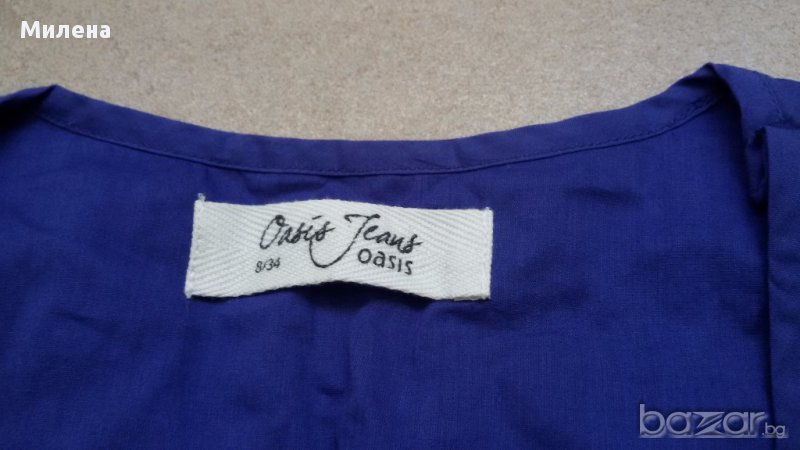 Милена
Oasis Jeans
8/34 oasis
bazar.bg